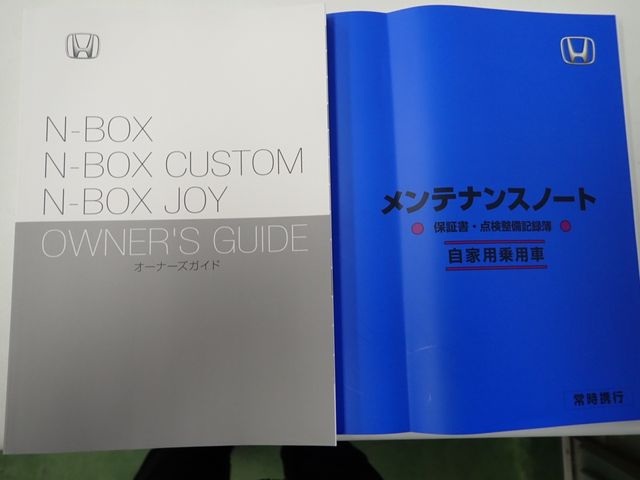 N-BOX
N-BOX CUSTOM
N-BOX JOY
OWNER'S GUIDE
オーナーズガイド
メンテナンスノート
保証書・点検整備記録簿
自家用乗用車
常時携行